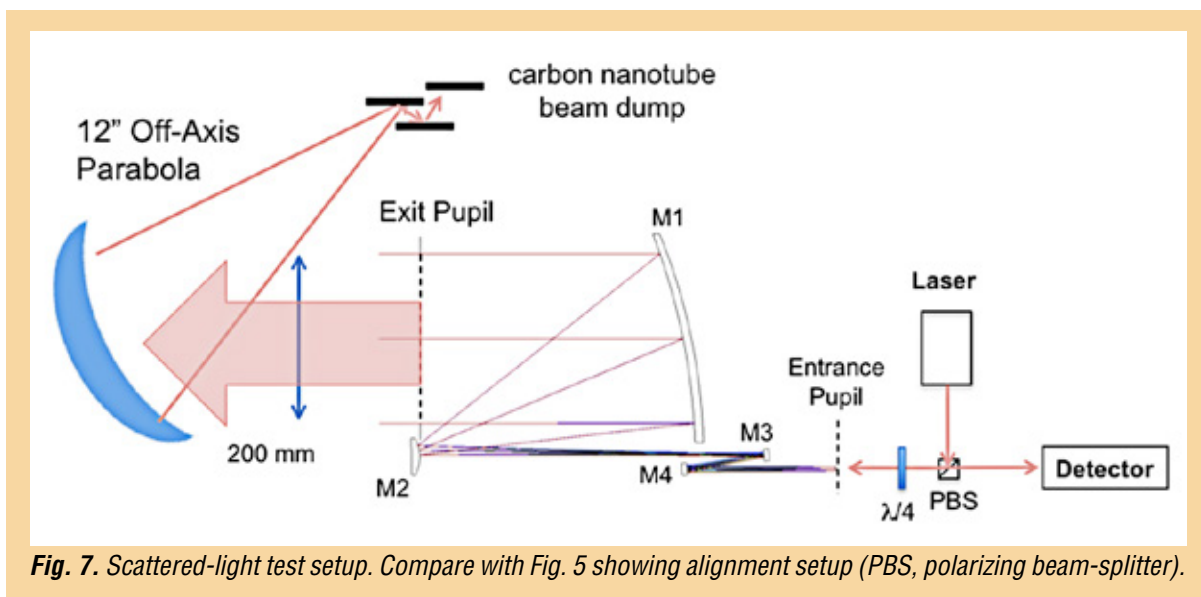 carbon nanotube
beam dump
12" Off-Axis
Parabola
Exit Pupil
M1
Laser
Entrance
Pupil
200 mm
M2
M3
M4
λ/4
PBS
Detector
Fig. 7. Scattered-light test setup. Compare with Fig. 5 showing alignment setup (PBS, polarizing beam-splitter).